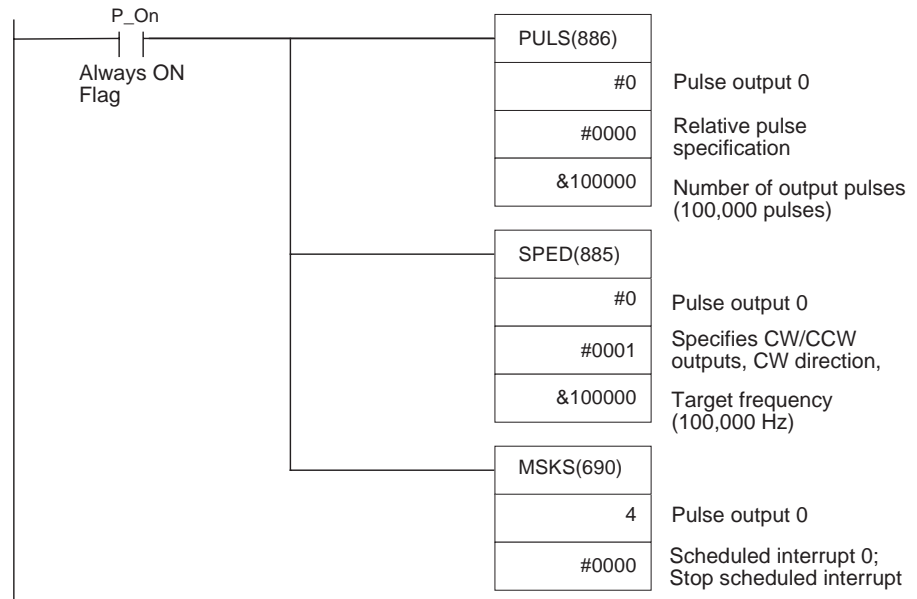 P_On
Always ON
Flag
PULS(886)
#0 Pulse output 0
#0000 Relative pulse
specification
&100000 Number of output pulses
(100,000 pulses)
SPED(885)
#0 Pulse output 0
#0001 Specifies CW/CCW
outputs, CW direction,
&100000 Target frequency
(100,000 Hz)
MSKS(690)
4 Pulse output 0
#0000 Scheduled interrupt 0;
Stop scheduled interrupt